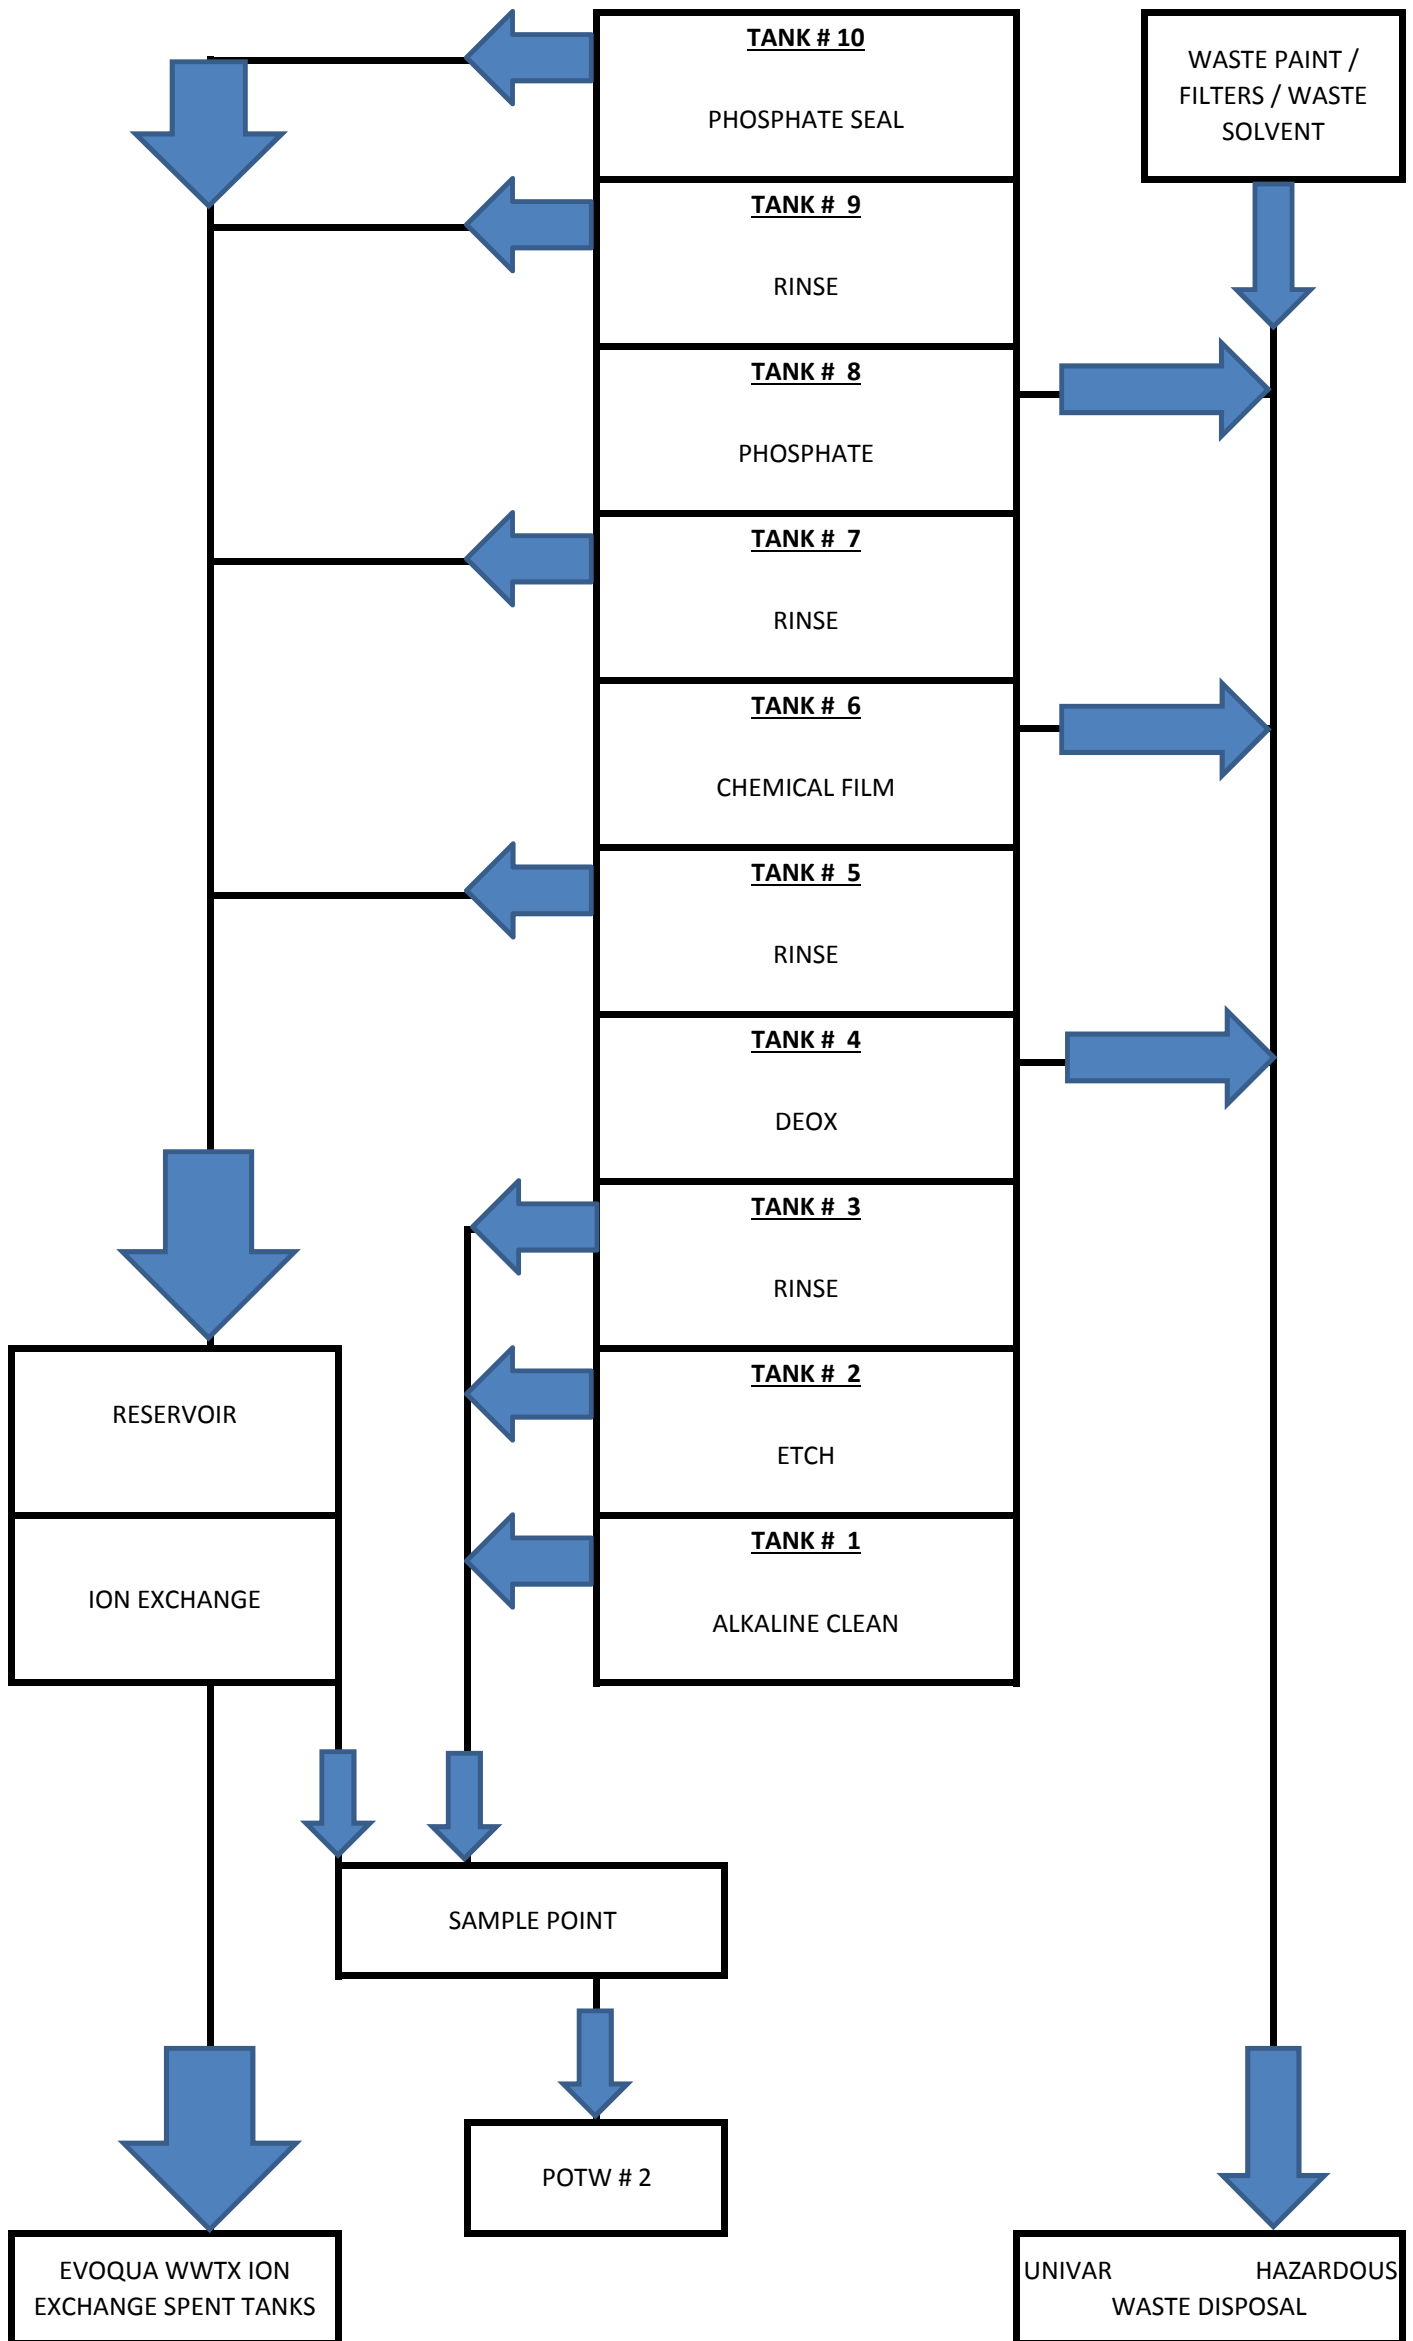 TANK # 10
PHOSPHATE SEAL
WASTE PAINT /
FILTERS / WASTE
SOLVENT
TANK # 9
RINSE
TANK # 8
PHOSPHATE
TANK # 7
RINSE
TANK # 6
CHEMICAL FILM
TANK # 5
RINSE
TANK # 4
DEOX
TANK # 3
RINSE
TANK # 2
ETCH
TANK # 1
ALKALINE CLEAN
RESERVOIR
ION EXCHANGE
SAMPLE POINT
POTW # 2
EVOQUA WWTX ION
EXCHANGE SPENT TANKS
UNIVAR HAZARDOUS
WASTE DISPOSAL